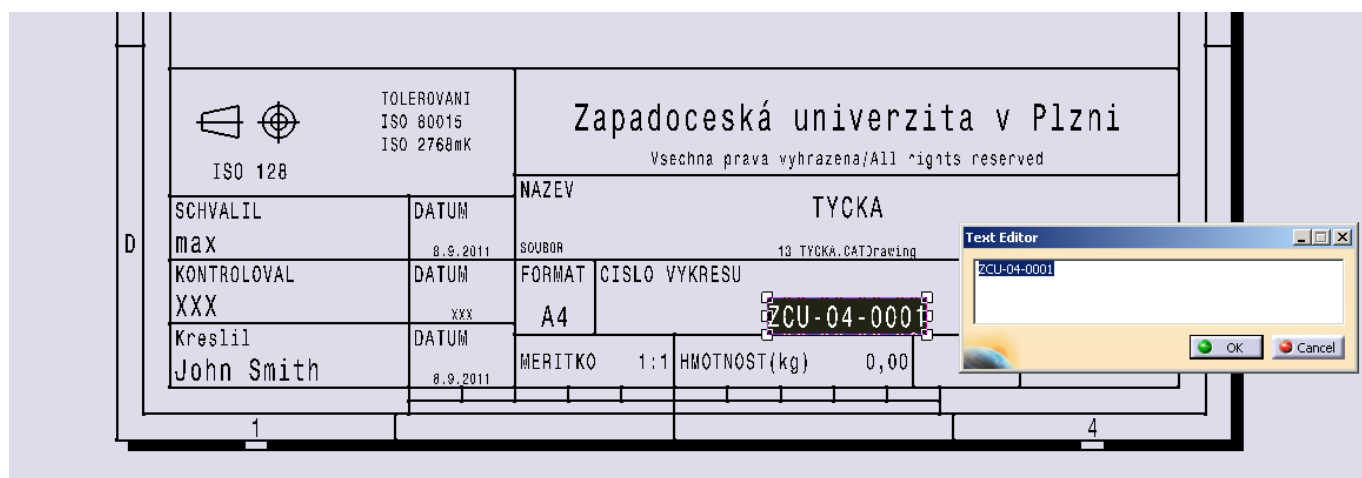 TOLEROVANI
ISO 80015
ISO 2768mK
ISO 128
Zapadoceská univerzita v Plzni
Vsechna prava vyhrazena/All rights reserved
SCHVALIL
DATUM
max
8.9.2011
KONTROLOVAL
DATUM
XXX
XXX
Kreslil
DATUM
John Smith
8.9.2011
NAZEV
TYCKA
SOUBOR
13 TYCKA.CATDrawing
FORMAT
A4
CISLO VYKRESU
ZCU-04-0001
MERITKO 1:1
HMOTNOST(kg) 0,00
D
1
4
Text Editor
ZCU-04-0001
OK
Cancel